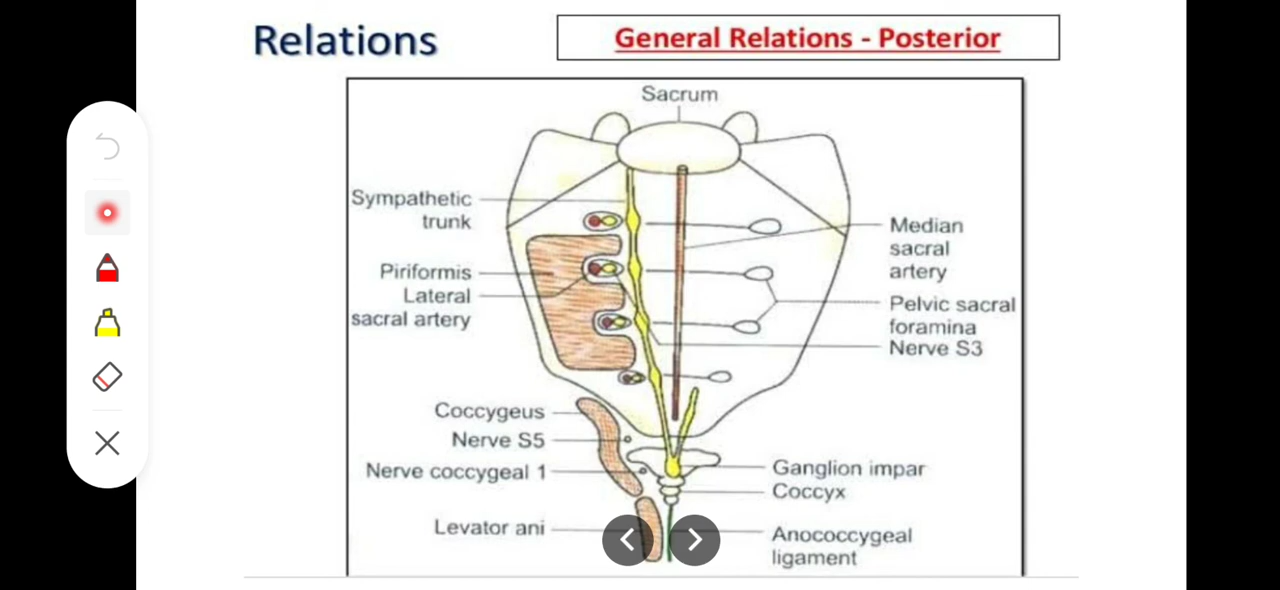 Relations
General Relations - Posterior
Sacrum
Sympathetic
trunk
Piriformis
Lateral
sacral artery
Coccygeus
Nerve S5
Nerve coccygeal 1
Levator ani
Median
sacral
artery
Pelvic sacral
foramina
Nerve S3
Ganglion impar
Coccyx
Anococcygeal
ligament